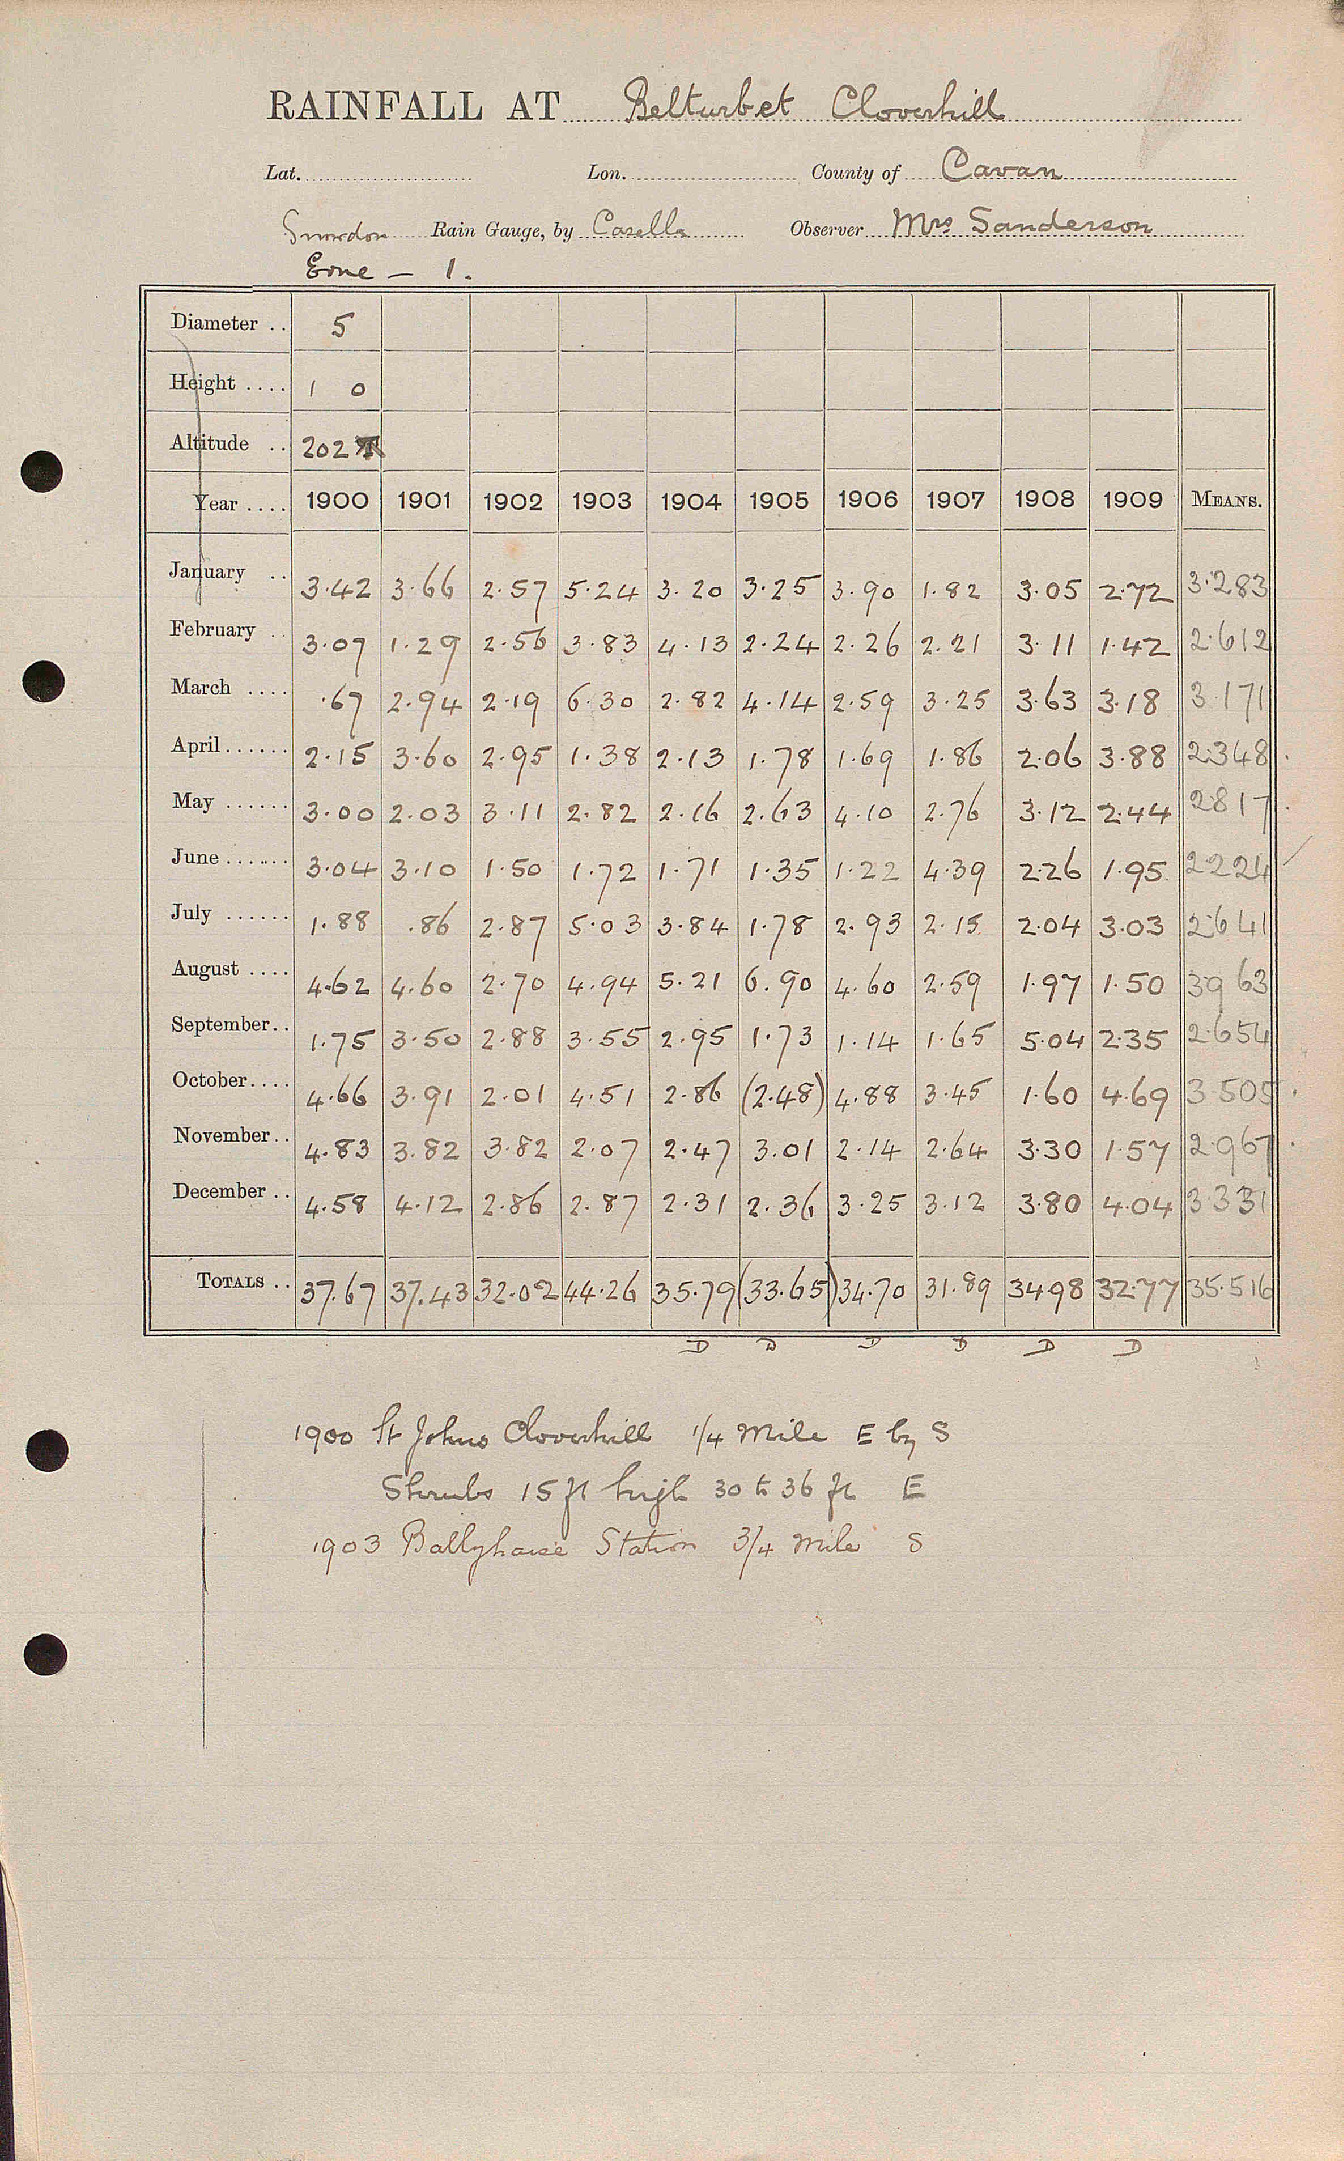 RAINFALL AT Belturbet Cloverhill
Lat. Lon. County of Cavan
Snowdon Rain Gauge, by Casella Observer Mrs Sanderson
Erne — 1.
Diameter .. 5
Height .... 1 0
Altitude .. 202
Year .... 1900 1901 1902 1903 1904 1905 1906 1907 1908 1909 MEANS.
January .. 3.42 3.66 2.57 5.24 3.20 3.25 3.90 1.82 3.05 2.72 3.283
February .. 3.07 1.29 2.56 3.83 4.13 2.24 2.26 2.21 3.11 1.42 2.612
March .... .67 2.94 2.19 6.30 2.82 4.14 2.59 3.25 3.63 3.18 3.171
April ...... 2.15 3.60 2.95 1.38 2.13 1.78 1.69 1.86 2.06 3.88 2.348
May ...... 3.00 2.03 3.11 2.82 2.16 2.63 4.10 2.76 3.12 2.44 2.817
June ...... 3.04 3.10 1.50 1.72 1.71 1.35 1.22 4.39 2.26 1.95 2.224
July ...... 1.88 .86 2.87 5.03 3.84 1.78 2.93 2.15 2.04 3.03 2.641
August .... 4.62 4.60 2.70 4.94 5.21 6.90 4.60 2.59 1.97 1.50 3963
September.. 1.75 3.50 2.88 3.55 2.95 1.73 1.14 1.65 5.04 2.35 2.654
October.... 4.66 3.91 2.01 4.51 2.86 (2.48) 4.88 3.45 1.60 4.69 3.505
November.. 4.83 3.82 3.82 2.07 2.47 3.01 2.14 2.64 3.30 1.57 2.967
December .. 4.58 4.12 2.86 2.87 2.31 2.36 3.25 3.12 3.80 4.04 3.331
TOTALS .. 37.67 37.43 32.02 44.26 35.79 (33.65) 34.70 31.89 34.98 32.77 35.516
D D D D D D
1900 St Johns Cloverhill 1/4 Mile E by S
Shrubs 15 ft high 30 to 36 ft E
1903 Ballyhaise Station 3/4 Mile S